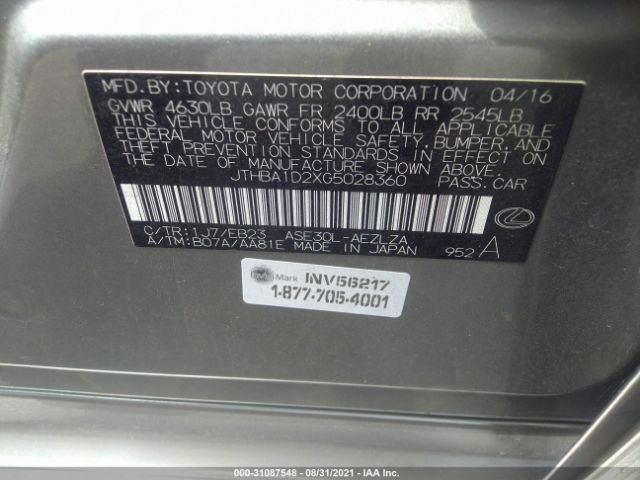 MFD.BY:TOYOTA MOTOR CORPORATION 04/16
GVWR 4630LB GAWR FR 2400LB RR 2545LB
THIS VEHICLE CONFORMS TO ALL APPLICABLE
FEDERAL MOTOR VEHICLE SAFETY,BUMPER,AND
THEFT PREVENTION STANDARDS IN EFFECT ON
THE DATE OF MANUFACTURE SHOWN ABOVE.
JTHBA1D2XG5028360 PASS.CAR
C/TR:1J7/EB23 ASE30L-AEZLZA
A/TM:B07A/AA81E MADE IN JAPAN 952A
Mark INV56217
1-877-705-4001
000-31087548 - 08/31/2021 - IAA Inc.